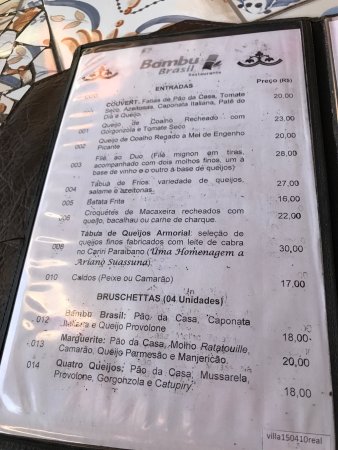 Bambu
Brasil
Restaurante
ENTRADAS
Preço (R$)
COUVERT: Fatias de Pão da Casa, Tomate
Seco, Azeitonas, Caponata Italiana, Patê do
Dia e Queijo.
20,00
001 Queijo de Coalho Recheado com
Gorgonzola e Tomate Seco
23,00
002 Queijo de Coalho Regado a Mel de Engenho
Picante
20,00
003 Filé ao Duo (Filé mignon em tiras,
acompanhado com dois molhos finos, um à
base de vinho e o outro à base de queijos)
28,00
004 Tábua de Frios: variedade de queijos,
salame e azeitonas.
27,00
005 Batata Frita
16,00
Croquetes de Macaxeira recheados com
queijo, bacalhau ou carne de charque.
22,00
Tábua de Queijos Armorial: seleção de
queijos finos fabricados com leite de cabra
no Cariri Paraibano (Uma Homenagem a
Ariano Suassuna).
30,00
010 Caldos (Peixe ou Camarão)
17,00
BRUSCHETTAS (04 Unidades)
012 Bambo Brasil: Pão da Casa, Caponata
Italiana e Queijo Provolone
18,00
013 Marguerite: Pão da Casa, Molho Ratatouille,
Camarão, Queijo Parmesão e Manjericão.
20,00
014 Quatro Queijos: Pão da Casa, Mussarela,
Provolone, Gorgonzola e Catupiry.
18,00
villa150410real